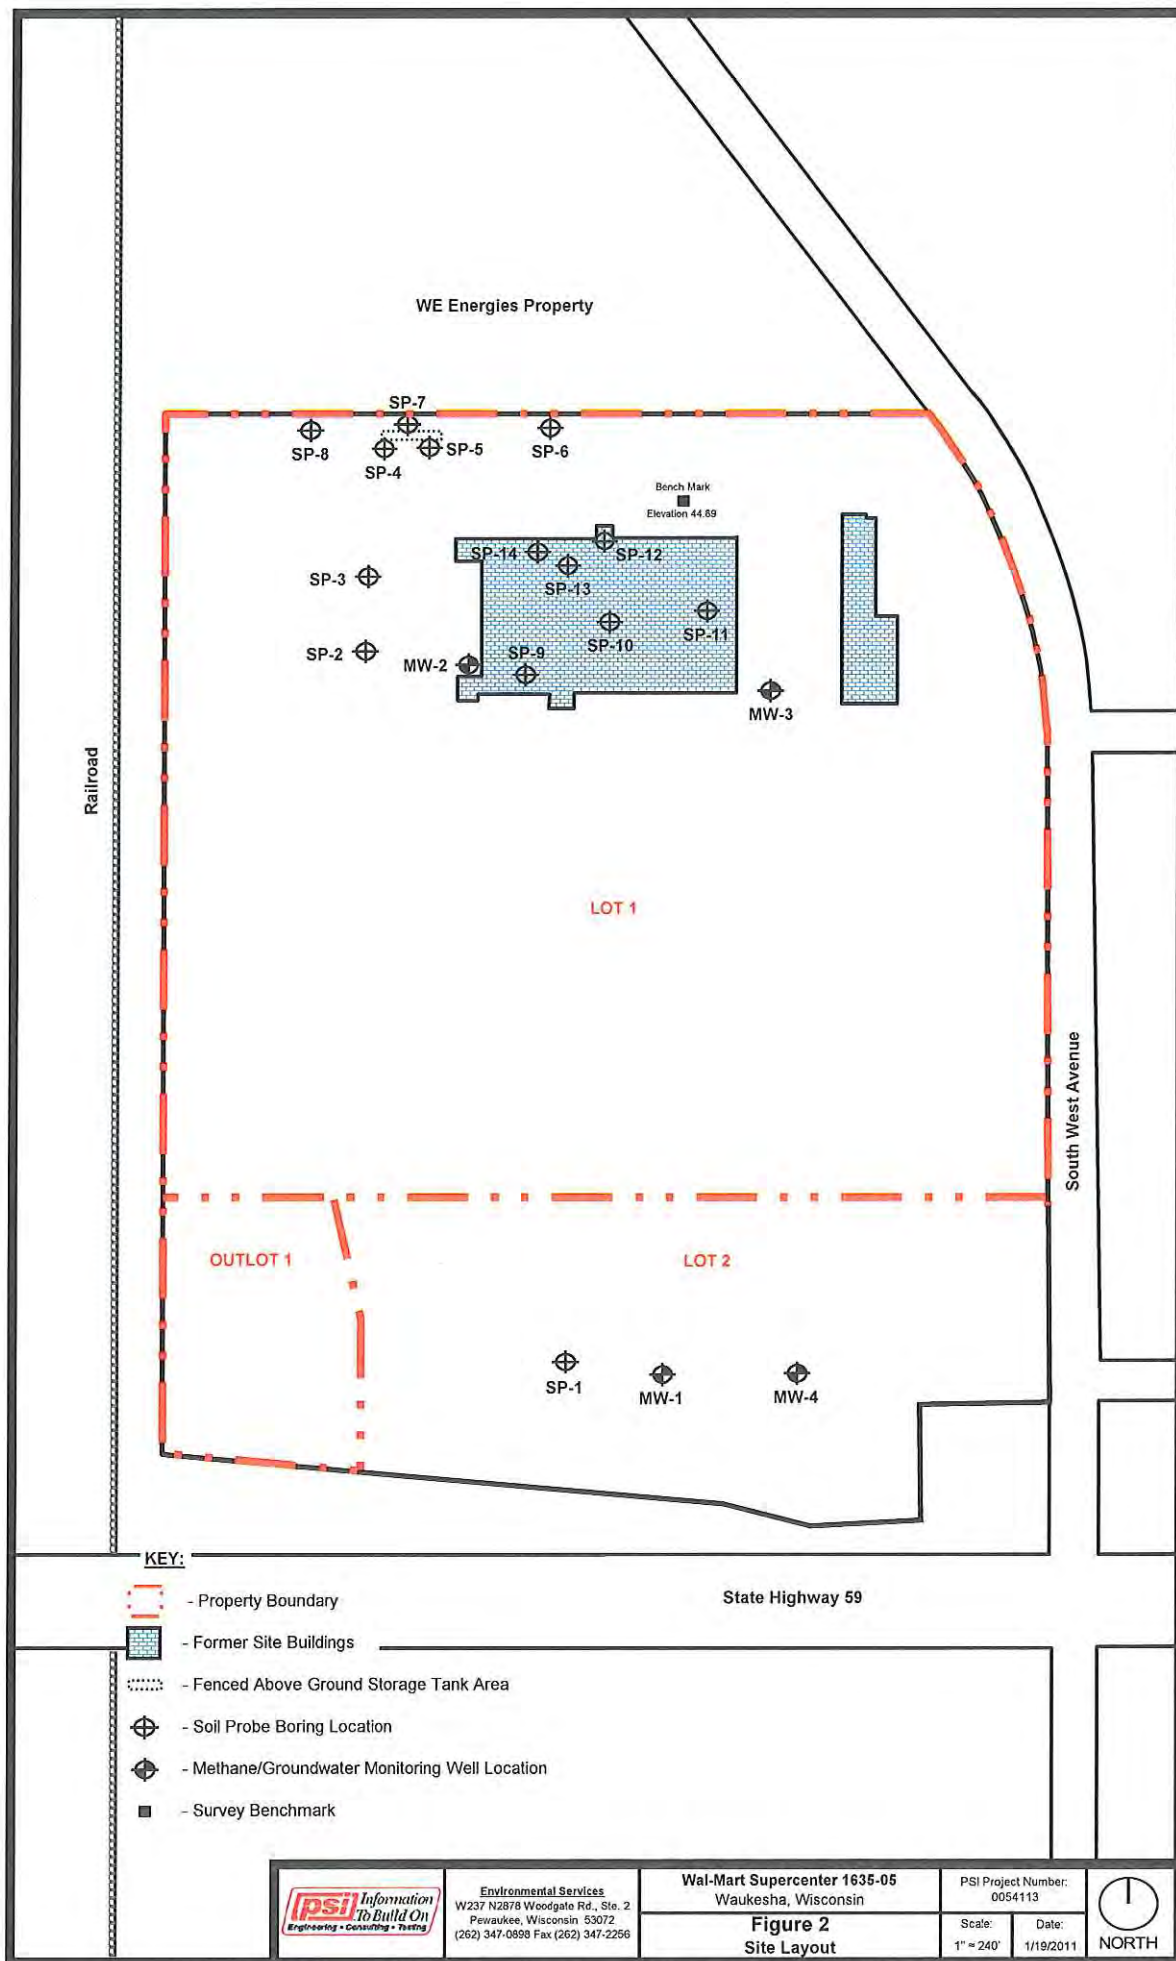 WE Energies Property
SP-7
SP-8
SP-4
SP-5
SP-6
Bench Mark
Elevation 44.89
SP-14
SP-12
SP-13
SP-3
SP-10
SP-11
SP-2
MW-2
SP-9
MW-3
Railroad
LOT 1
South West Avenue
OUTLOT 1
LOT 2
SP-1
MW-1
MW-4
KEY:
- Property Boundary
- Former Site Buildings
- Fenced Above Ground Storage Tank Area
- Soil Probe Boring Location
- Methane/Groundwater Monitoring Well Location
- Survey Benchmark
State Highway 59
psi Information
To Build On
Engineering • Consulting • Testing
Environmental Services
W237 N2878 Woodgate Rd., Ste. 2
Pewaukee, Wisconsin 53072
(262) 347-0898 Fax (262) 347-2256
Wal-Mart Supercenter 1635-05
Waukesha, Wisconsin
Figure 2
Site Layout
PSI Project Number:
0054113
Scale:
1" ≈ 240'
Date:
1/19/2011
NORTH